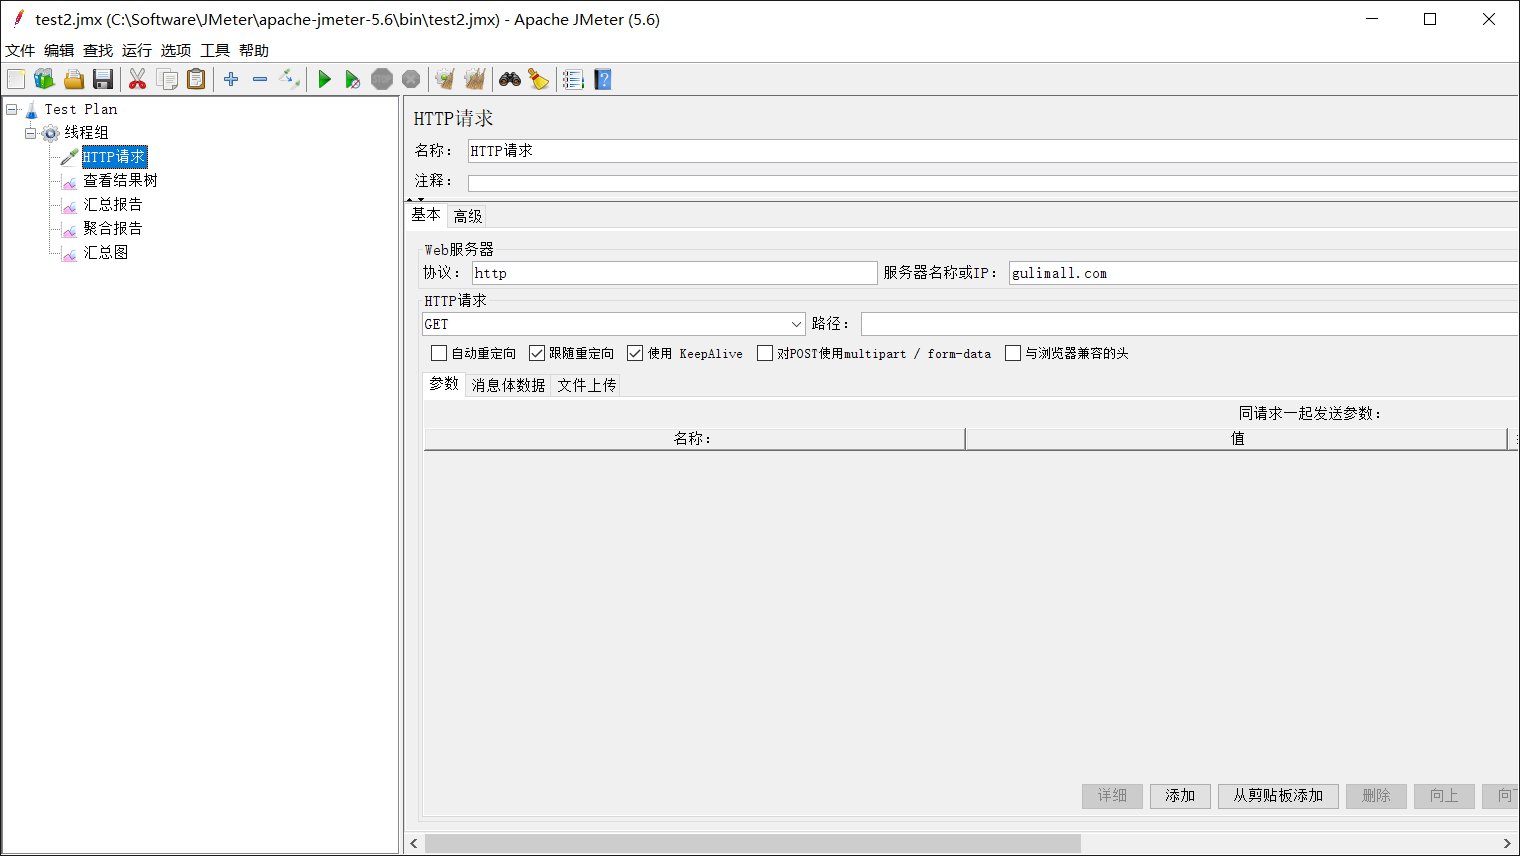 test2.jmx (C:\Software\JMeter\apache-jmeter-5.6\bin\test2.jmx) - Apache JMeter (5.6)
文件 编辑 查找 运行 选项 工具 帮助
STOP
?
Test Plan
线程组
HTTP请求
查看结果树
汇总报告
聚合报告
汇总图
HTTP请求
名称： HTTP请求
注释：
基本 高级
Web服务器
协议： http 服务器名称或IP： gulimall.com
HTTP请求
GET 路径：
自动重定向 跟随重定向 使用 KeepAlive 对POST使用multipart / form-data 与浏览器兼容的头
参数 消息体数据 文件上传
同请求一起发送参数：
名称： 值
详细 添加 从剪贴板添加 删除 向上 向